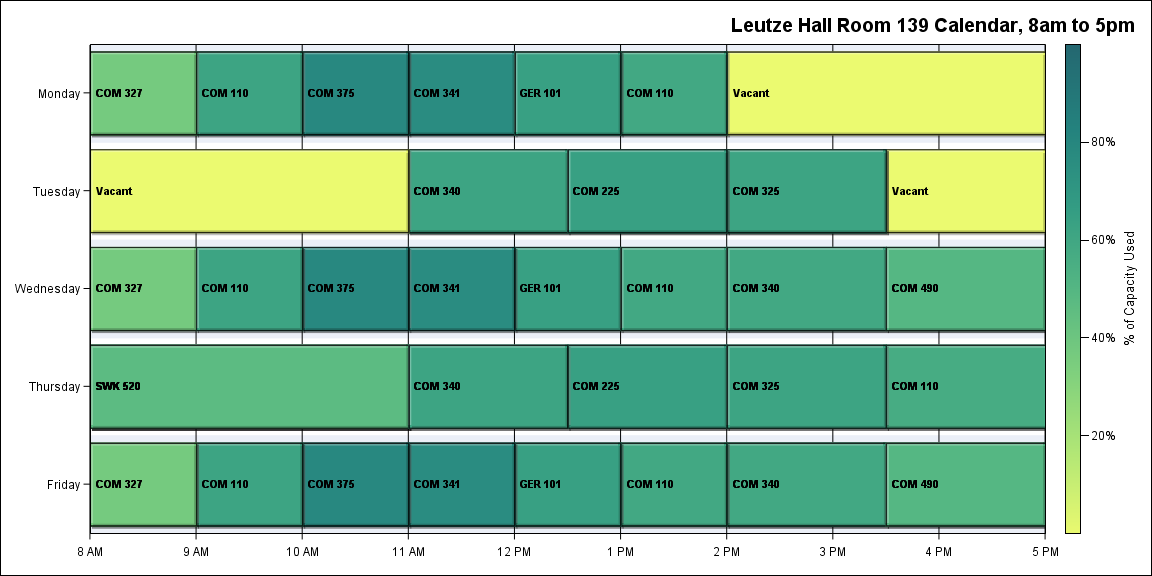 Leutze Hall Room 139 Calendar, 8am to 5pm
Monday
COM 327
COM 110
COM 375
COM 341
GER 101
COM 110
Vacant
Tuesday
Vacant
COM 340
COM 225
COM 325
Vacant
Wednesday
COM 327
COM 110
COM 375
COM 341
GER 101
COM 110
COM 340
COM 490
Thursday
SWK 520
COM 340
COM 225
COM 325
COM 110
Friday
COM 327
COM 110
COM 375
COM 341
GER 101
COM 110
COM 340
COM 490
8 AM
9 AM
10 AM
11 AM
12 PM
1 PM
2 PM
3 PM
4 PM
5 PM
80%
60%
40%
20%
% of Capacity Used